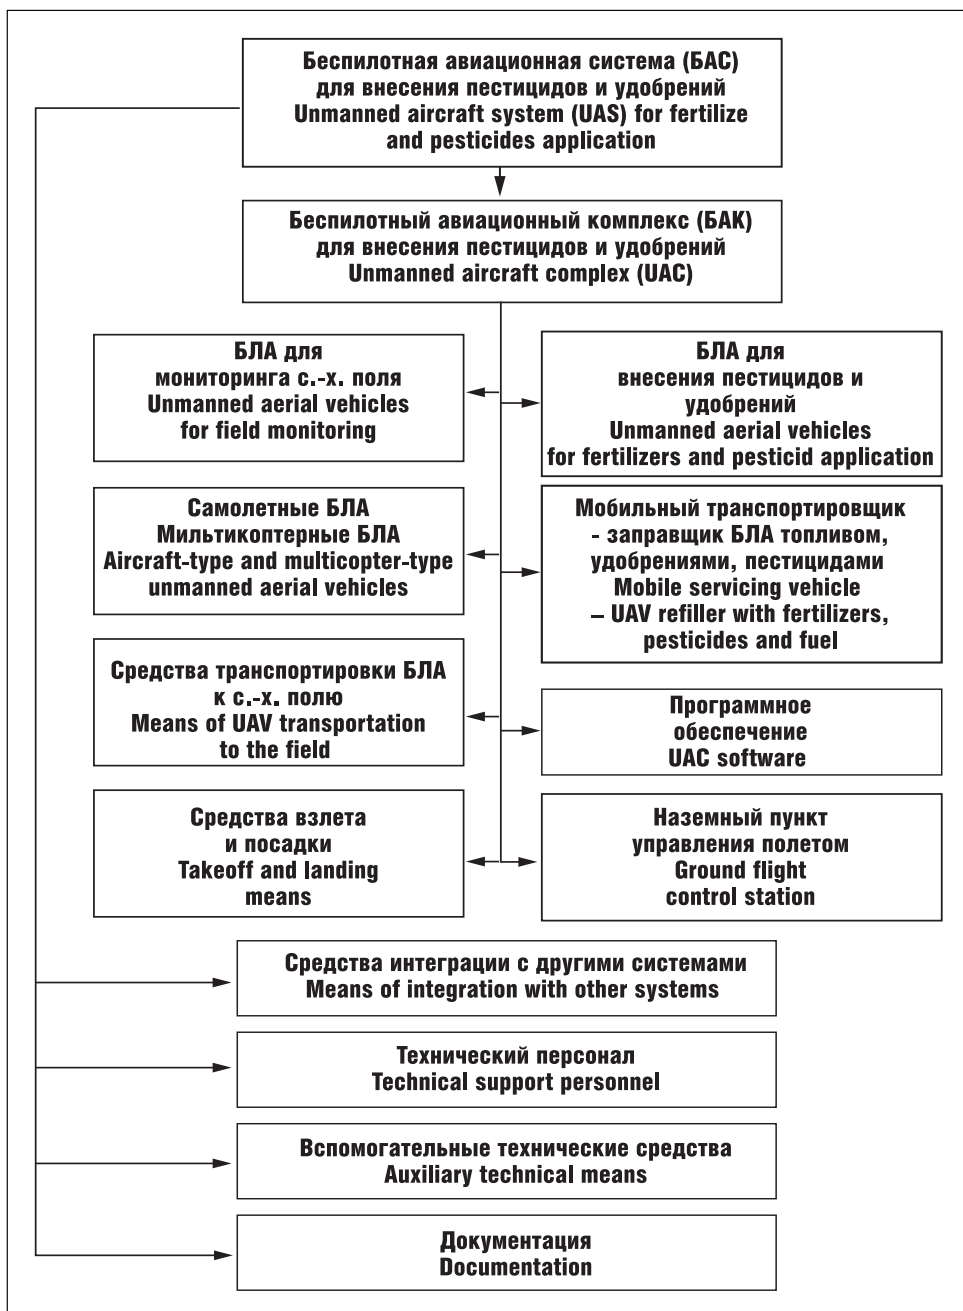 Беспилотная авиационная система (БАС)
для внесения пестицидов и удобрений
Unmanned aircraft system (UAS) for fertilize
and pesticides application
Беспилотный авиационный комплекс (БАК)
для внесения пестицидов и удобрений
Unmanned aircraft complex (UAC)
БЛА для
мониторинга с.-х. поля
Unmanned aerial vehicles
for field monitoring
БЛА для
внесения пестицидов и
удобрений
Unmanned aerial vehicles
for fertilizers and pesticid application
Самолетные БЛА
Мильтикоптерные БЛА
Aircraft-type and multicopter-type
unmanned aerial vehicles
Мобильный транспортировщик
- заправщик БЛА топливом,
удобрениями, пестицидами
Mobile servicing vehicle
– UAV refiller with fertilizers,
pesticides and fuel
Средства транспортировки БЛА
к с.-х. полю
Means of UAV transportation
to the field
Программное
обеспечение
UAC software
Средства взлета
и посадки
Takeoff and landing
means
Наземный пункт
управления полетом
Ground flight
control station
Средства интеграции с другими системами
Means of integration with other systems
Технический персонал
Technical support personnel
Вспомогательные технические средства
Auxiliary technical means
Документация
Documentation